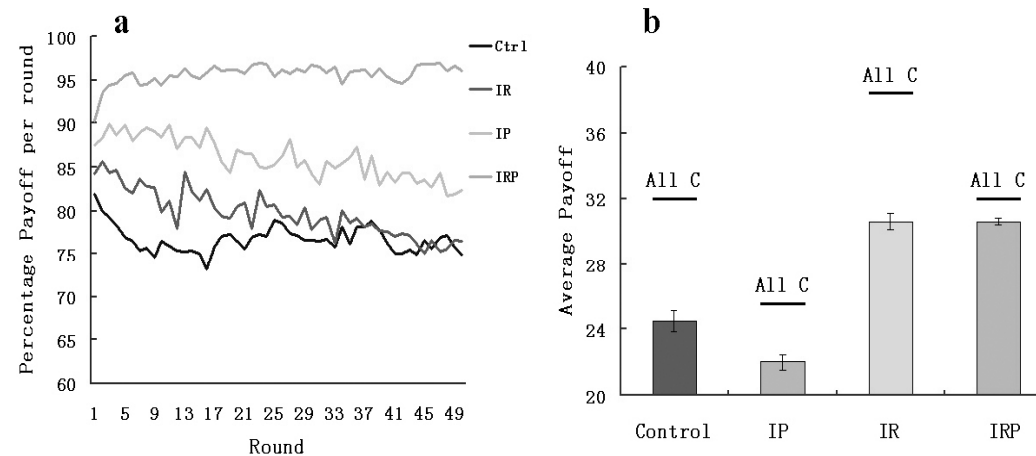 a
Percentage Payoff per round
100
95
90
85
80
75
70
65
60
1 5 9 13 17 21 25 29 33 37 41 45 49
Round
Ctrl
IR
IP
IRP
b
Average Payoff
40
36
32
28
24
20
All C
All C
All C
All C
Control IP IR IRP